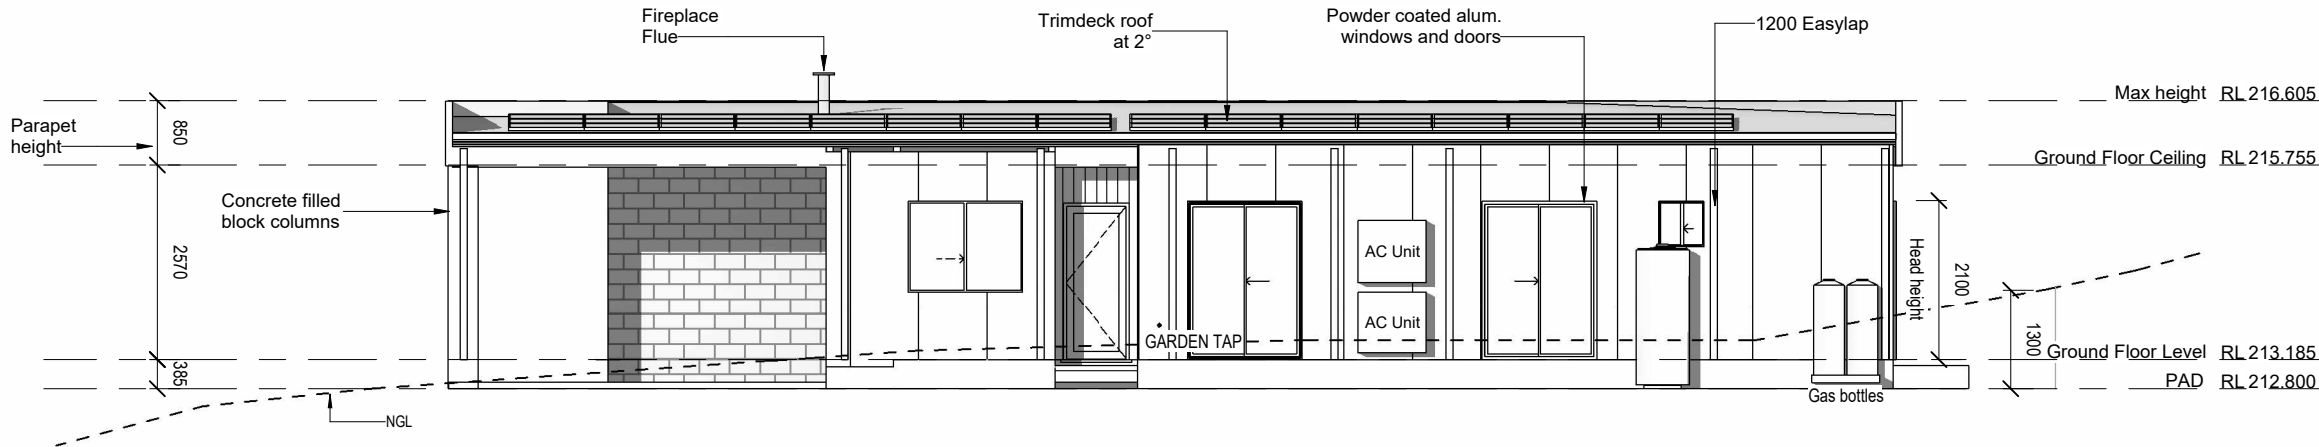 Fireplace
Flue
Trimdeck roof
at 2°
Powder coated alum.
windows and doors
1200 Easylap
Max height RL 216.605
Parapet
height
850
Ground Floor Ceiling RL 215.755
Concrete filled
block columns
2570
AC Unit
AC Unit
Head height
2100
GARDEN TAP
1300
Ground Floor Level RL 213.185
385
PAD RL 212.800
Gas bottles
NGL